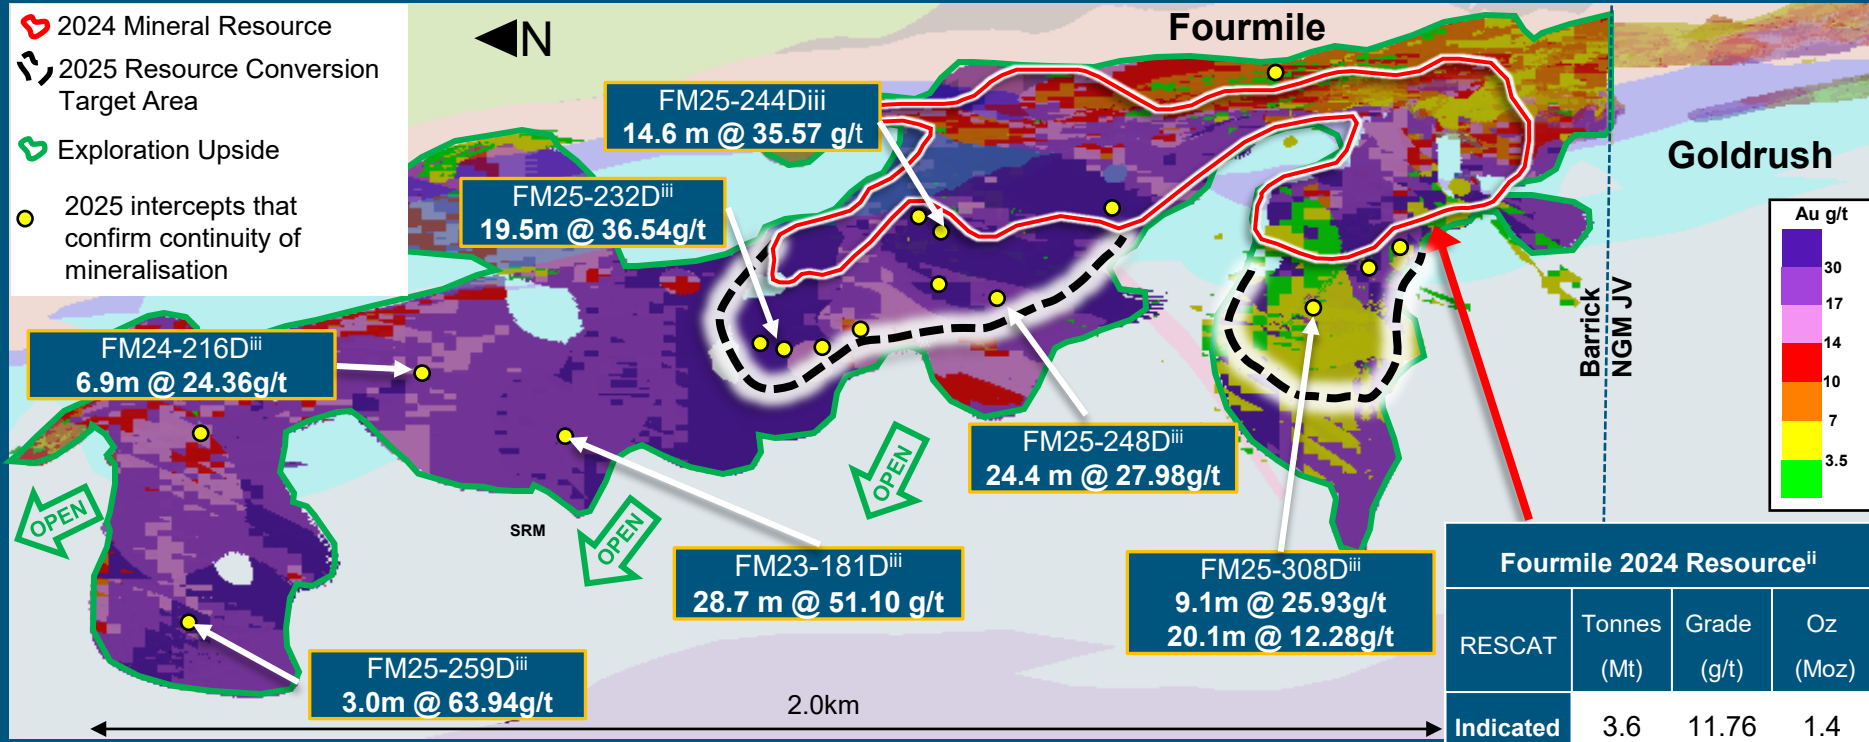 2024 Mineral Resource
2025 Resource Conversion
Target Area
Exploration Upside
2025 intercepts that
confirm continuity of
mineralisation
N
Fourmile
Goldrush
Barrick
NGM JV
FM25-244Diii
14.6 m @ 35.57 g/t
FM25-232Diii
19.5m @ 36.54g/t
FM24-216Diii
6.9m @ 24.36g/t
FM25-248Diii
24.4 m @ 27.98g/t
FM23-181Diii
28.7 m @ 51.10 g/t
FM25-308Diii
9.1m @ 25.93g/t
20.1m @ 12.28g/t
FM25-259Diii
3.0m @ 63.94g/t
OPEN
OPEN
OPEN
SRM
2.0km
Au g/t
30
17
14
10
7
3.5
Fourmile 2024 Resourceii
RESCAT Tonnes (Mt) Grade (g/t) Oz (Moz)
Indicated 3.6 11.76 1.4